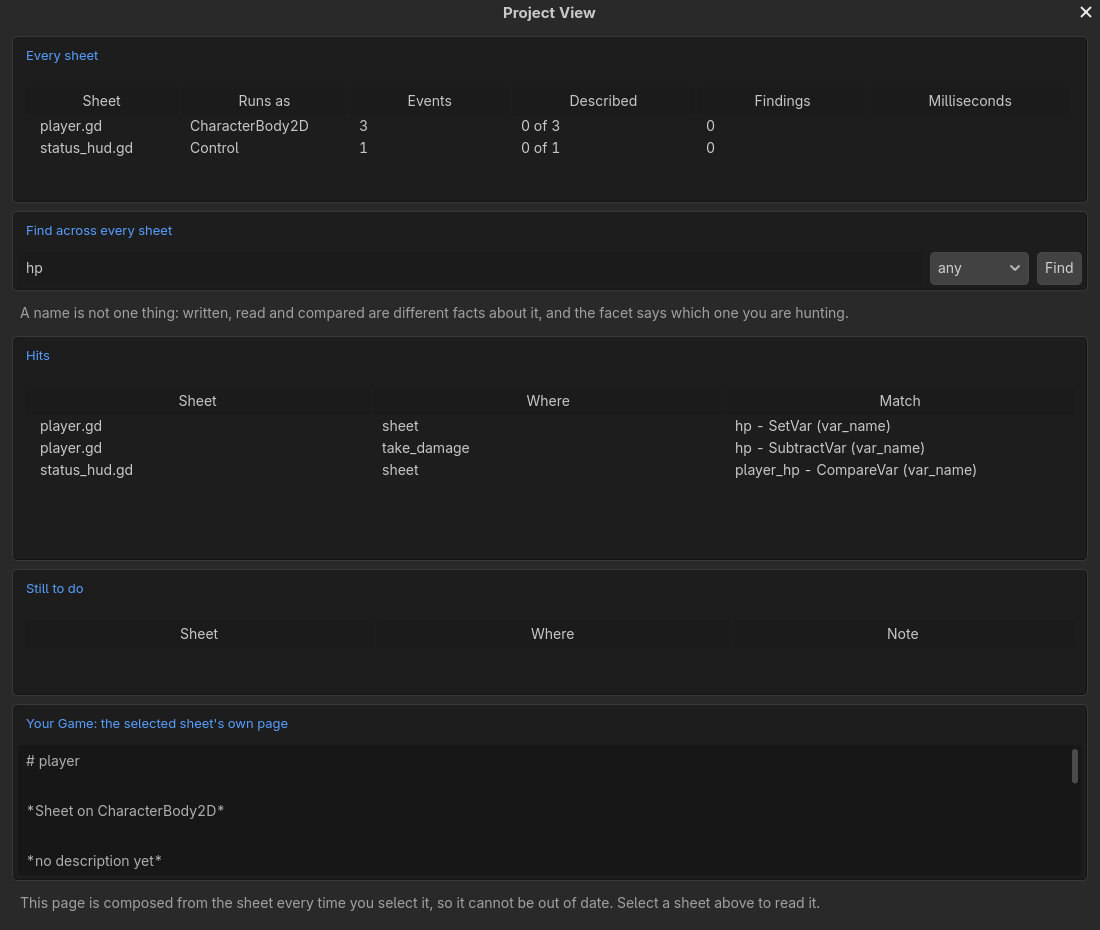 Project View
Every sheet
Sheet Runs as Events Described Findings Milliseconds
player.gd CharacterBody2D 3 0 of 3 0
status_hud.gd Control 1 0 of 1 0
Find across every sheet
hp any Find
A name is not one thing: written, read and compared are different facts about it, and the facet says which one you are hunting.
Hits
Sheet Where Match
player.gd sheet hp - SetVar (var_name)
player.gd take_damage hp - SubtractVar (var_name)
status_hud.gd sheet player_hp - CompareVar (var_name)
Still to do
Sheet Where Note
Your Game: the selected sheet's own page
# player
*Sheet on CharacterBody2D*
*no description yet*
This page is composed from the sheet every time you select it, so it cannot be out of date. Select a sheet above to read it.